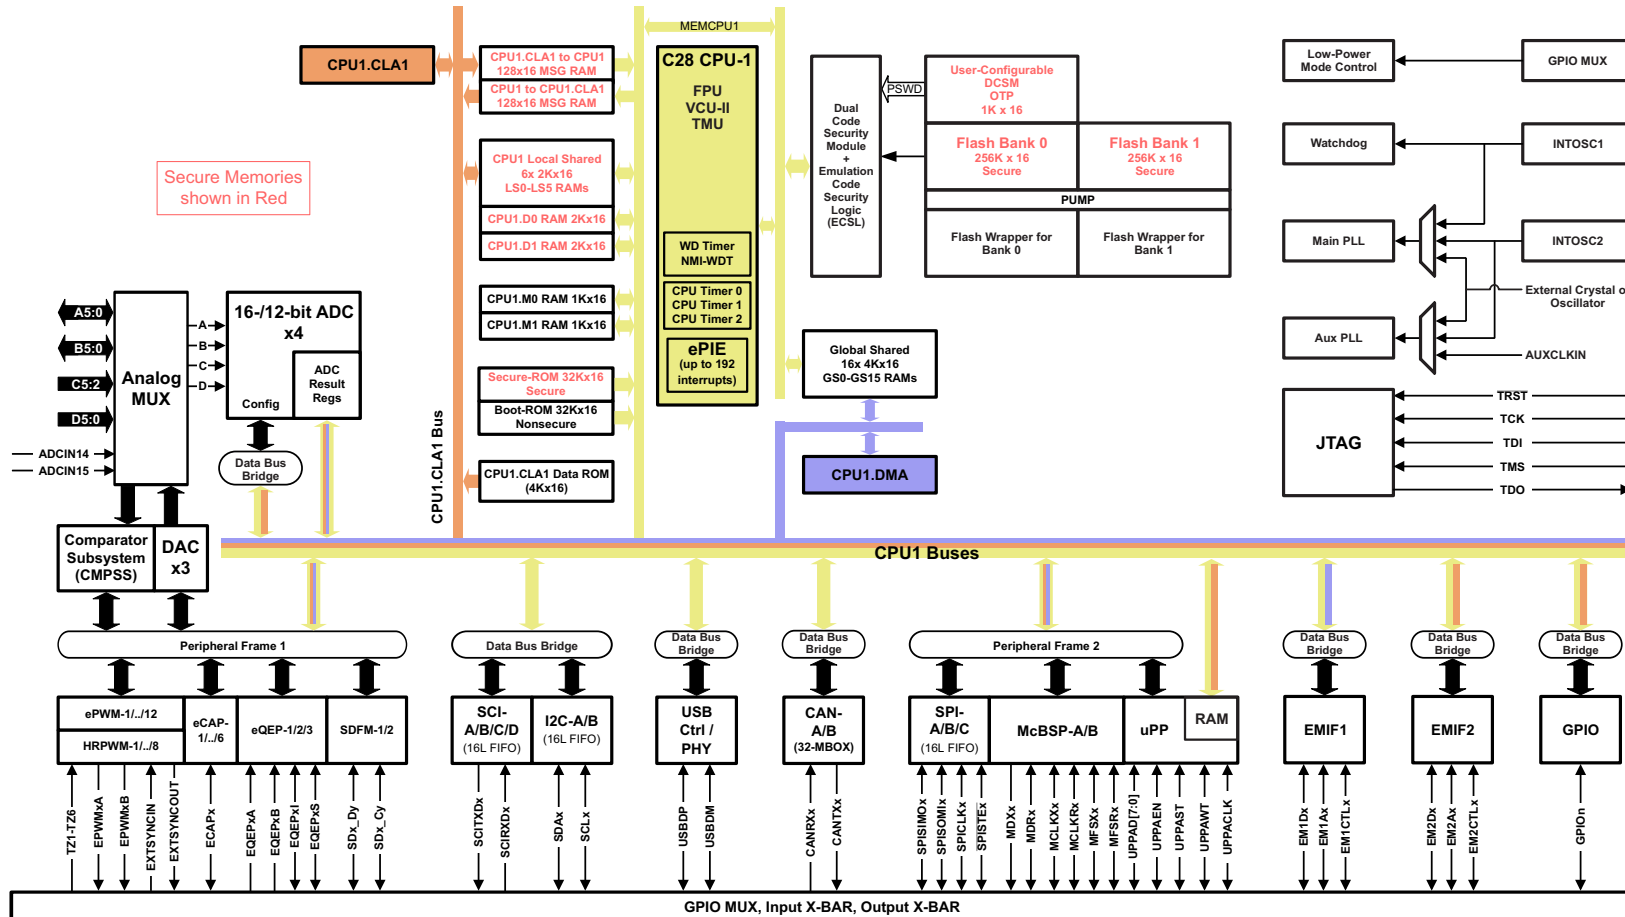 MEMCPU1
CPU1.CLA1
CPU1.CLA1 to CPU1
128x16 MSG RAM
CPU1 to CPU1.CLA1
128x16 MSG RAM
CPU1 Local Shared
6x 2Kx16
LS0-LS5 RAMs
CPU1.D0 RAM 2Kx16
CPU1.D1 RAM 2Kx16
CPU1.M0 RAM 1Kx16
CPU1.M1 RAM 1Kx16
Secure-ROM 32Kx16
Secure
Boot-ROM 32Kx16
Nonsecure
CPU1.CLA1 Data ROM
(4Kx16)
CPU1.CLA1 Bus
C28 CPU-1
FPU
VCU-II
TMU
WD Timer
NMI-WDT
CPU Timer 0
CPU Timer 1
CPU Timer 2
ePIE
(up to 192
interrupts)
Dual
Code
Security
Module
+
Emulation
Code
Security
Logic
(ECSL)
PSWD
User-Configurable
DCSM
OTP
1K x 16
Flash Bank 0
256K x 16
Secure
Flash Bank 1
256K x 16
Secure
PUMP
Flash Wrapper for
Bank 0
Flash Wrapper for
Bank 1
Global Shared
16x 4Kx16
GS0-GS15 RAMs
CPU1.DMA
Low-Power
Mode Control
GPIO MUX
Watchdog
INTOSC1
Main PLL
INTOSC2
External Crystal o
Oscillator
Aux PLL
AUXCLKIN
JTAG
TRST
TCK
TDI
TMS
TDO
Secure Memories
shown in Red
A5:0
B5:0
C5:2
D5:0
ADCIN14
ADCIN15
Analog
MUX
A
B
C
D
16-/12-bit ADC
x4
Config
ADC
Result
Regs
Data Bus
Bridge
Comparator
Subsystem
(CMPSS)
DAC
x3
CPU1 Buses
Peripheral Frame 1
Data Bus Bridge
Data Bus
Bridge
Data Bus
Bridge
Peripheral Frame 2
Data Bus
Bridge
Data Bus
Bridge
Data Bus
Bridge
ePWM-1/../12
HRPWM-1/../8
eCAP-
1/../6
eQEP-1/2/3
SDFM-1/2
SCI-
A/B/C/D
(16L FIFO)
I2C-A/B
(16L FIFO)
USB
Ctrl /
PHY
CAN-
A/B
(32-MBOX)
SPI-
A/B/C
(16L FIFO)
McBSP-A/B
uPP
RAM
EMIF1
EMIF2
GPIO
TZ1-TZ6
EPWMxA
EPWMxB
EXTSYNCIN
EXTSYNCOUT
ECAPx
EQEPxA
EQEPxB
EQEPxI
EQEPxS
SDx_Dy
SDx_Cy
SCITXDx
SCIRXDx
SDAx
SCLx
USBDP
USBDM
CANRXx
CANTXx
SPISIMOx
SPISOMIx
SPICLKx
SPISTEx
MDXx
MDRx
MCLKXx
MCLKRx
MFSXx
MFSRx
UPPAD[7:0]
UPPAEN
UPPAST
UPPAWT
UPPACLK
EM1Dx
EM1Ax
EM1CTLx
EM2Dx
EM2Ax
EM2CTLx
GPIOn
GPIO MUX, Input X-BAR, Output X-BAR